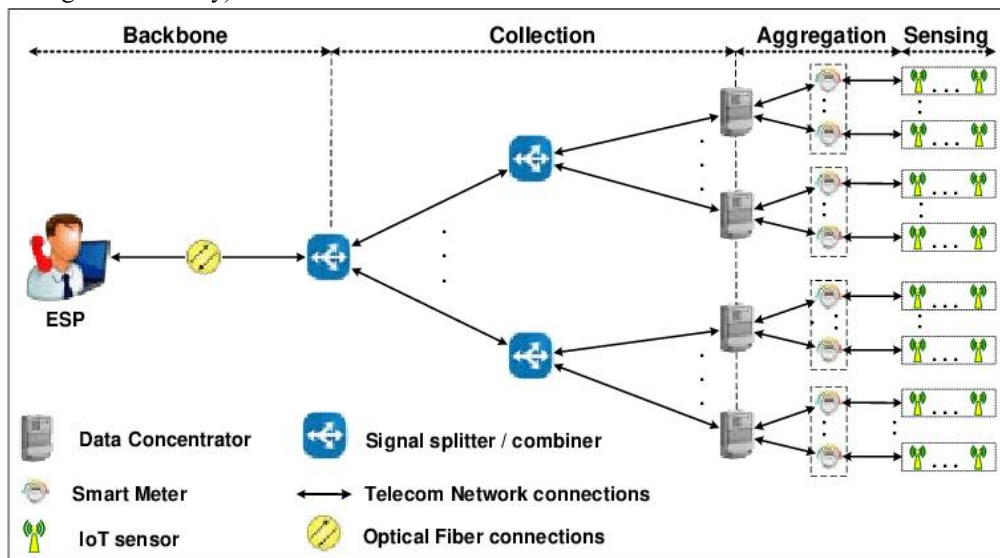 Backbone Collection Aggregation Sensing
ESP
Data Concentrator
Signal splitter / combiner
Smart Meter
Telecom Network connections
IoT sensor
Optical Fiber connections